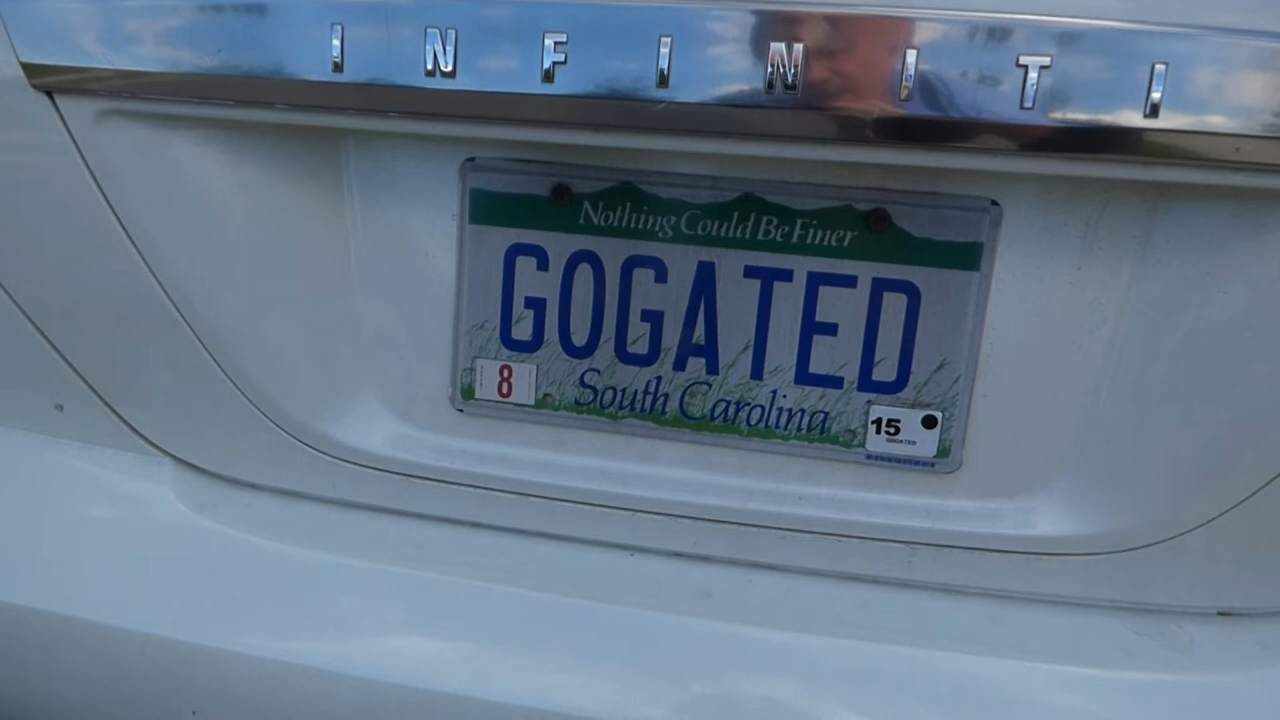 INFINITI
Nothing Could Be Finer
GOGATED
8
South Carolina
15
GOGATED